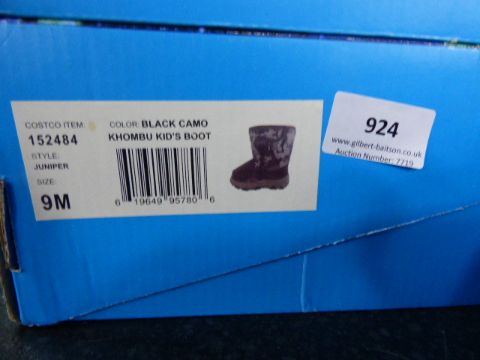 COSTCO ITEM:
152484
STYLE:
JUNIPER
SIZE:
9M
COLOR: BLACK CAMO
KHOMBU KID'S BOOT
6 19649 95780 6
924
www.gilbert-baitson.co.uk
Auction Number: 7719